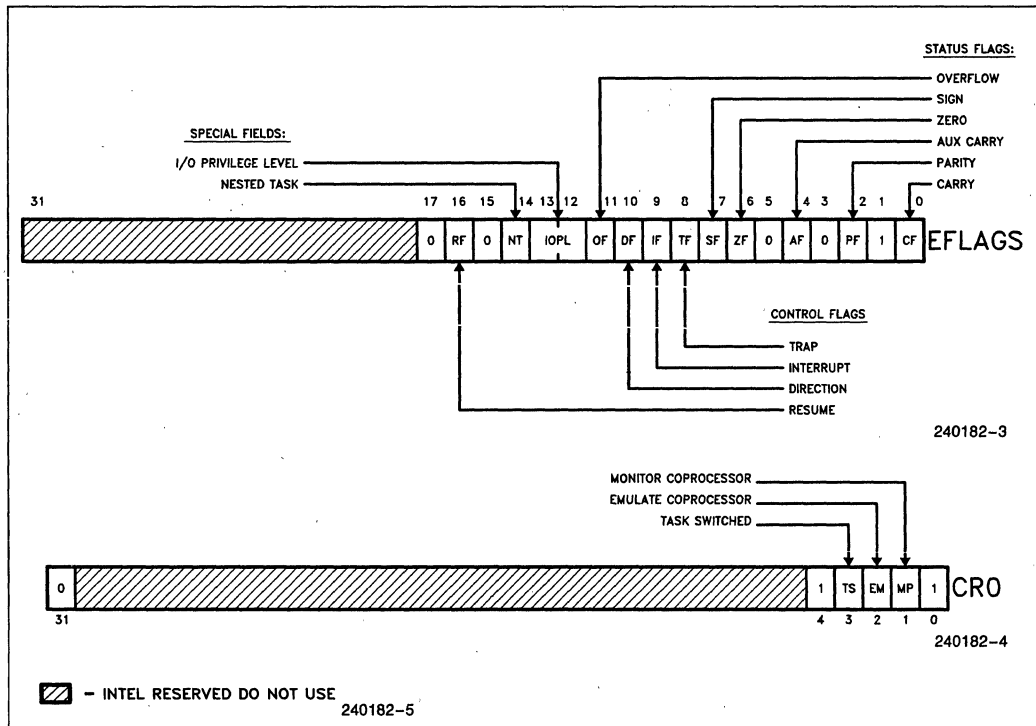 STATUS FLAGS:
OVERFLOW
SIGN
ZERO
AUX CARRY
PARITY
CARRY
SPECIAL FIELDS:
I/O PRIVILEGE LEVEL
NESTED TASK
31 17 16 15 14 13 12 11 10 9 8 7 6 5 4 3 2 1 0
0 RF 0 NT IOPL OF DF IF TF SF ZF 0 AF 0 PF 1 CF EFLAGS
CONTROL FLAGS
TRAP
INTERRUPT
DIRECTION
RESUME
240182-3
MONITOR COPROCESSOR
EMULATE COPROCESSOR
TASK SWITCHED
0 1 TS EM MP 1 CR0
31 4 3 2 1 0
240182-4
- INTEL RESERVED DO NOT USE
240182-5